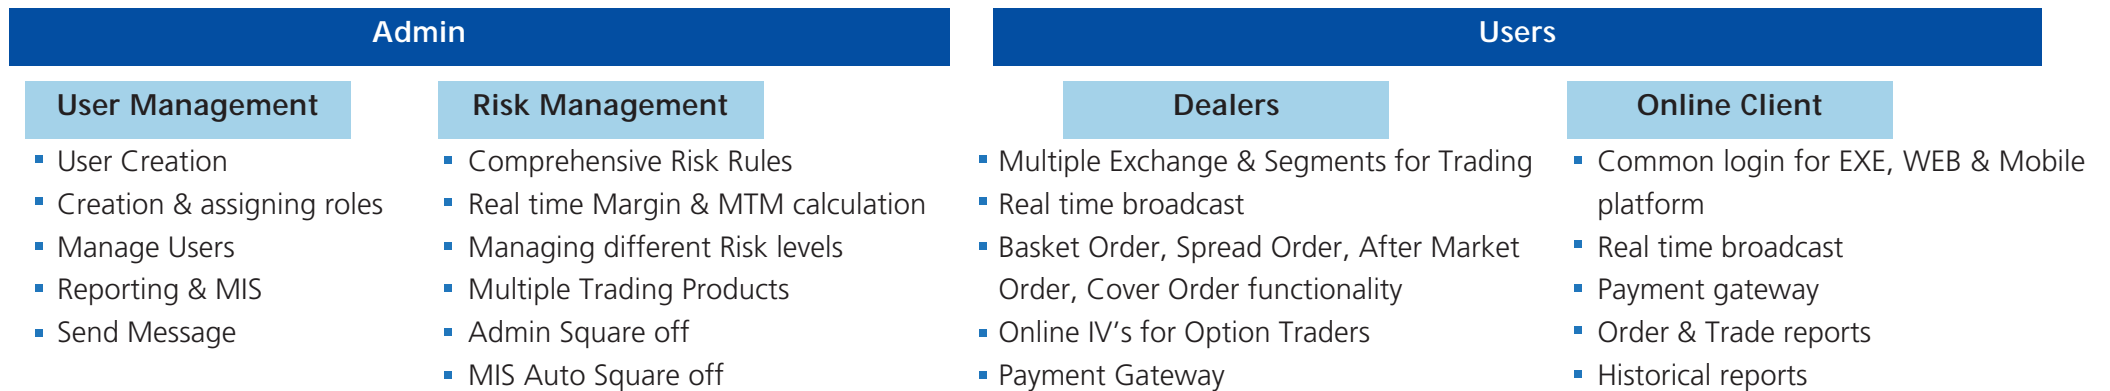 Admin
User Management
▪ User Creation
▪ Creation & assigning roles
▪ Manage Users
▪ Reporting & MIS
▪ Send Message
Risk Management
▪ Comprehensive Risk Rules
▪ Real time Margin & MTM calculation
▪ Managing different Risk levels
▪ Multiple Trading Products
▪ Admin Square off
▪ MIS Auto Square off
Users
Dealers
▪ Multiple Exchange & Segments for Trading
▪ Real time broadcast
▪ Basket Order, Spread Order, After Market
Order, Cover Order functionality
▪ Online IV's for Option Traders
▪ Payment Gateway
Online Client
▪ Common login for EXE, WEB & Mobile
platform
▪ Real time broadcast
▪ Payment gateway
▪ Order & Trade reports
▪ Historical reports